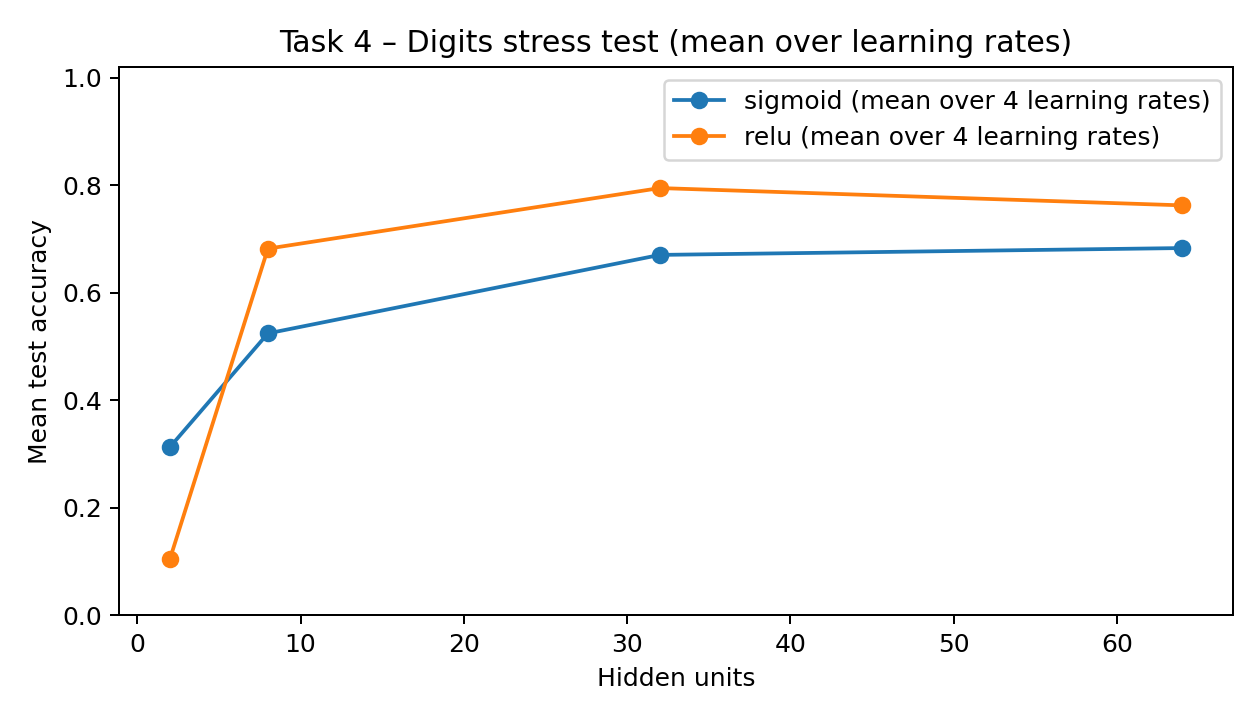 Task 4 – Digits stress test (mean over learning rates)
sigmoid (mean over 4 learning rates)
relu (mean over 4 learning rates)
Mean test accuracy
1.0
0.8
0.6
0.4
0.2
0.0
0 10 20 30 40 50 60
Hidden units